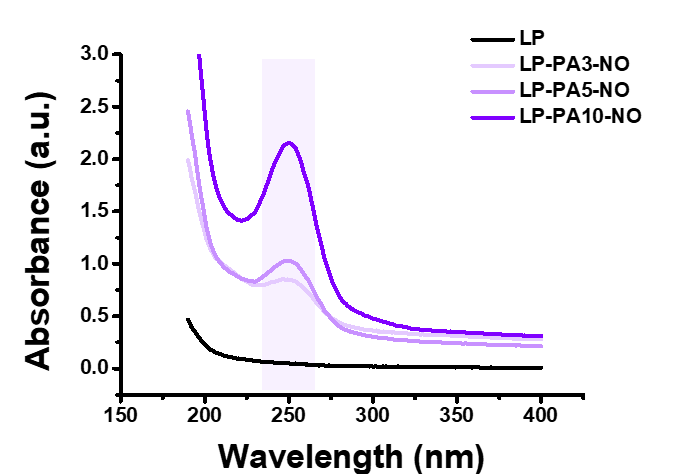 LP
LP-PA3-NO
LP-PA5-NO
LP-PA10-NO
Absorbance (a.u.)
3.0
2.5
2.0
1.5
1.0
0.5
0.0
150 200 250 300 350 400
Wavelength (nm)